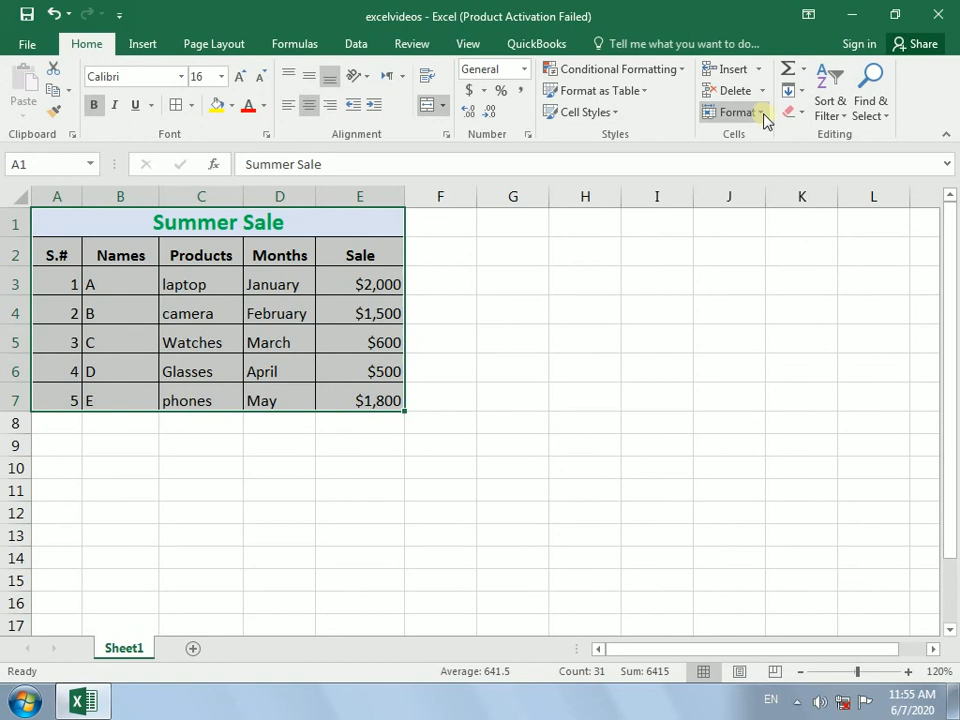 excelvideos - Excel (Product Activation Failed)
File Home Insert Page Layout Formulas Data Review View QuickBooks Tell me what you want to do... Sign in Share
Paste
Calibri 16
B I U
General
$ % ,
Conditional Formatting
Format as Table
Cell Styles
Insert
Delete
Format
Sort & Filter
Find & Select
Clipboard Font Alignment Number Styles Cells Editing
A1 fx Summer Sale
A B C D E F G H I J K L
1 Summer Sale
2 S.# Names Products Months Sale
3 1 A laptop January $2,000
4 2 B camera February $1,500
5 3 C Watches March $600
6 4 D Glasses April $500
7 5 E phones May $1,800
8
9
10
11
12
13
14
15
16
17
Sheet1
Ready Average: 641.5 Count: 31 Sum: 6415 120%
EN 11:55 AM
6/7/2020